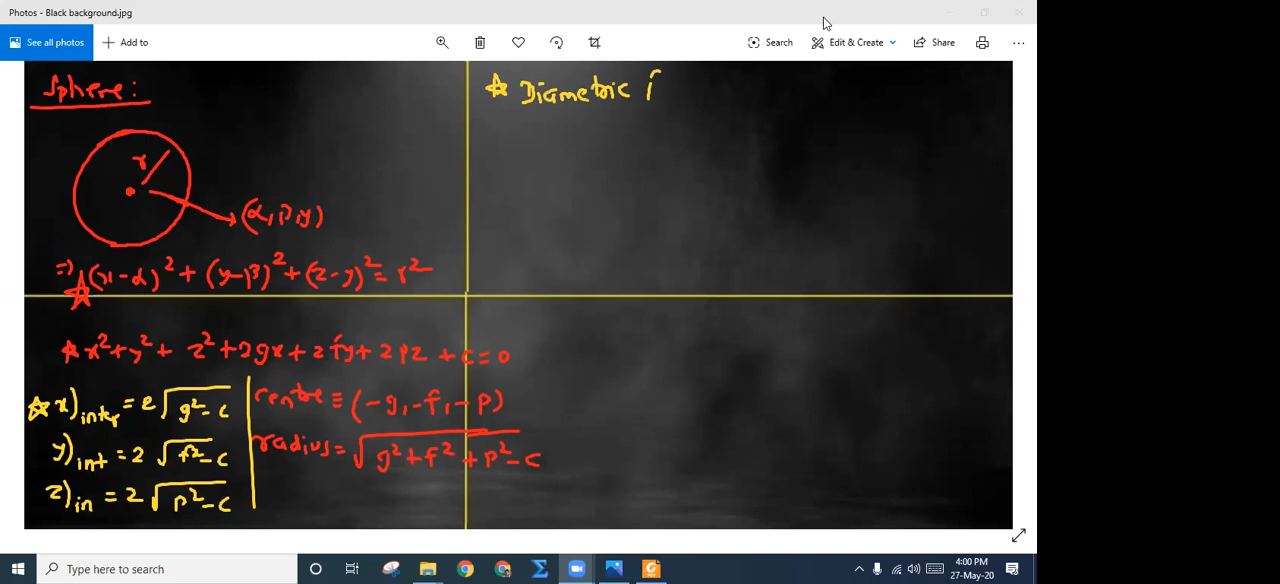 Photos - Black background.jpg
See all photos
Add to
Search
Edit & Create
Share
Sphere:
r
(α, β, γ)
⇒ ☆ (x-α)² + (y-β)² + (z-γ)² = r²
☆ x² + y² + z² + 2gx + 2fy + 2pz + c = 0
☆ x)inter = 2√(g²-c)
y)int = 2√(f²-c)
z)in = 2√(p²-c)
centre ≡ (-g, -f, -p)
radius = √(g²+f²+p²-c)
☆ Diametric
Type here to search
4:00 PM
27-May-20